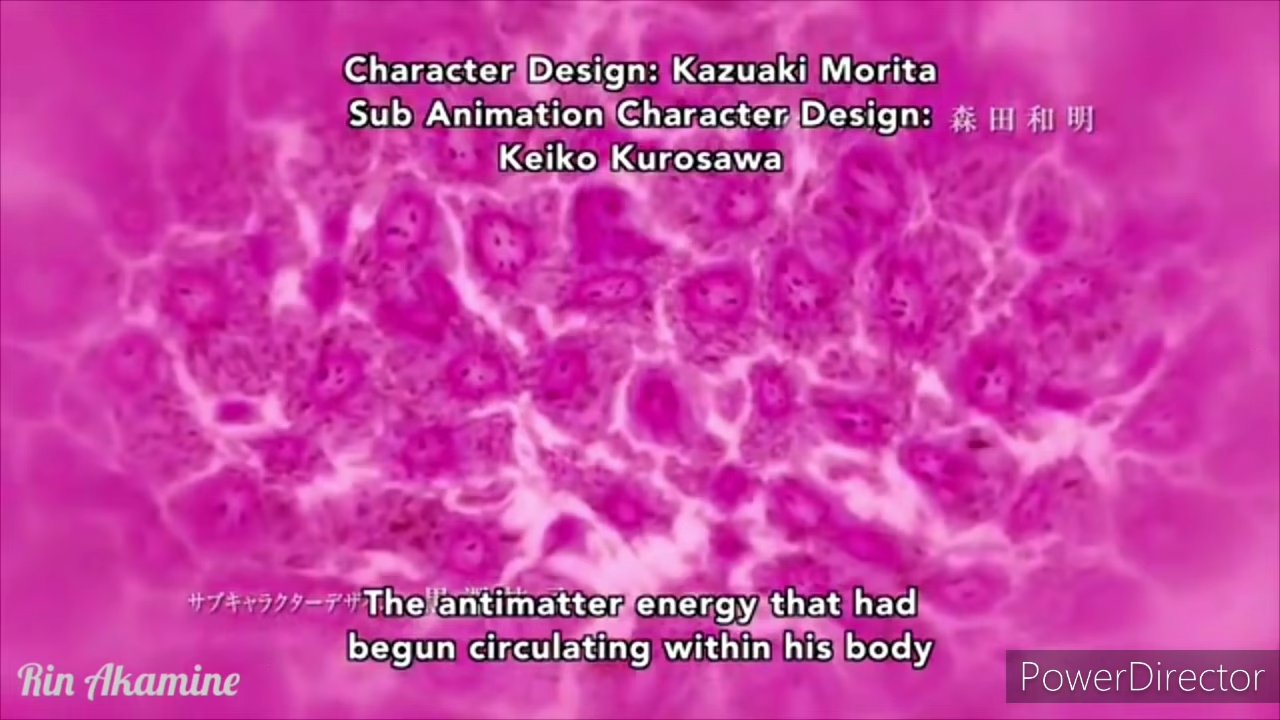 Character Design: Kazuaki Morita
Sub Animation Character Design:
森田和明
Keiko Kurosawa
サブキャラクターデザ
The antimatter energy that had
begun circulating within his body
Rin Akamine
PowerDirector